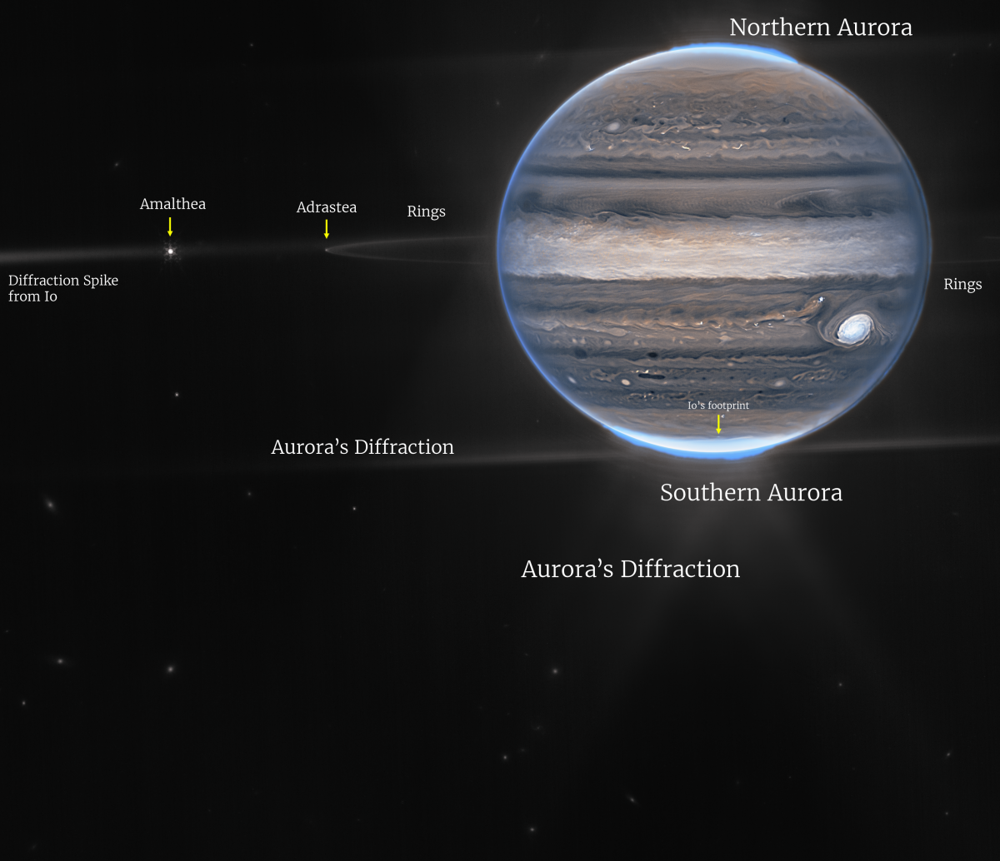 Northern Aurora
Amalthea
Adrastea
Rings
Diffraction Spike
from Io
Rings
Io's footprint
Aurora's Diffraction
Southern Aurora
Aurora's Diffraction